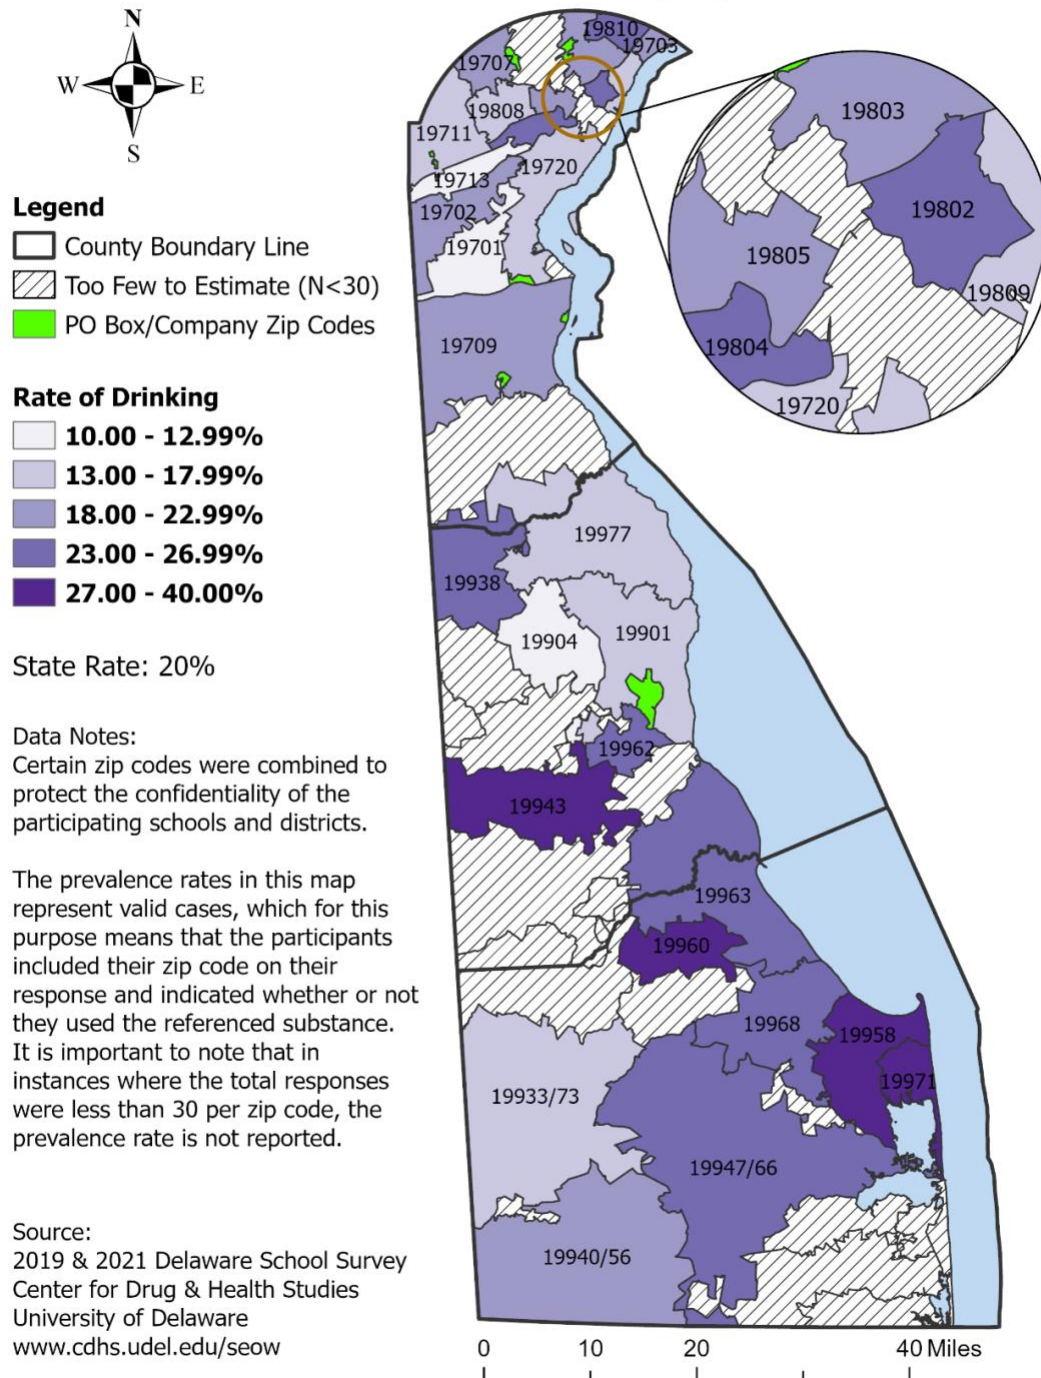 N
W
E
S
Legend
County Boundary Line
Too Few to Estimate (N<30)
PO Box/Company Zip Codes
Rate of Drinking
10.00 - 12.99%
13.00 - 17.99%
18.00 - 22.99%
23.00 - 26.99%
27.00 - 40.00%
State Rate: 20%
Data Notes:
Certain zip codes were combined to
protect the confidentiality of the
participating schools and districts.
The prevalence rates in this map
represent valid cases, which for this
purpose means that the participants
included their zip code on their
response and indicated whether or not
they used the referenced substance.
It is important to note that in
instances where the total responses
were less than 30 per zip code, the
prevalence rate is not reported.
Source:
2019 & 2021 Delaware School Survey
Center for Drug & Health Studies
University of Delaware
www.cdhs.udel.edu/seow
19810
19703
19707
19808
19711
19720
19713
19702
19701
19709
19803
19802
19805
19809
19804
19720
19977
19938
19901
19904
19962
19943
19963
19960
19968
19958
19971
19933/73
19947/66
19940/56
0 10 20 40 Miles